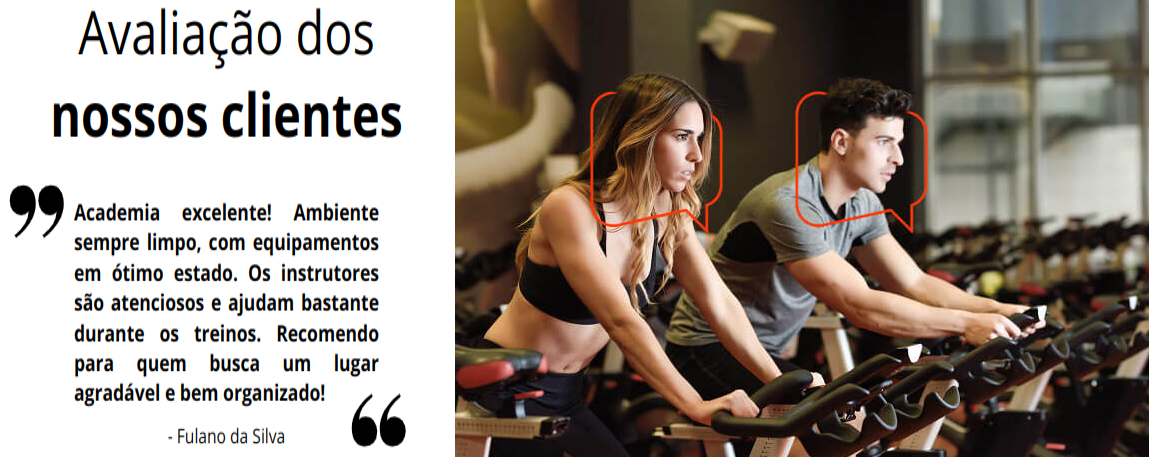 Avaliação dos
nossos clientes
Academia excelente! Ambiente
sempre limpo, com equipamentos
em ótimo estado. Os instrutores
são atenciosos e ajudam bastante
durante os treinos. Recomendo
para quem busca um lugar
agradável e bem organizado!
- Fulano da Silva